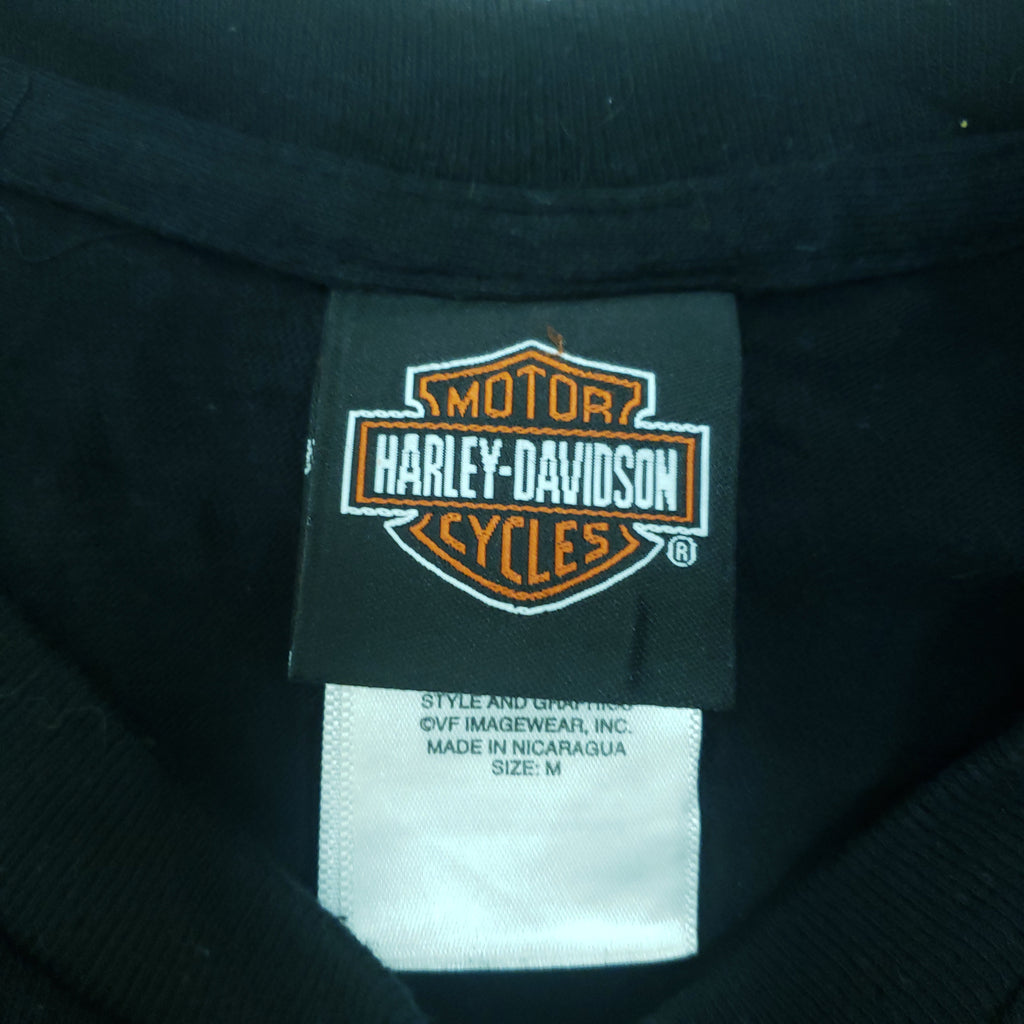 MOTOR
HARLEY-DAVIDSON
CYCLES
®
STYLE AND GRAPHICS
©VF IMAGEWEAR, INC.
MADE IN NICARAGUA
SIZE: M